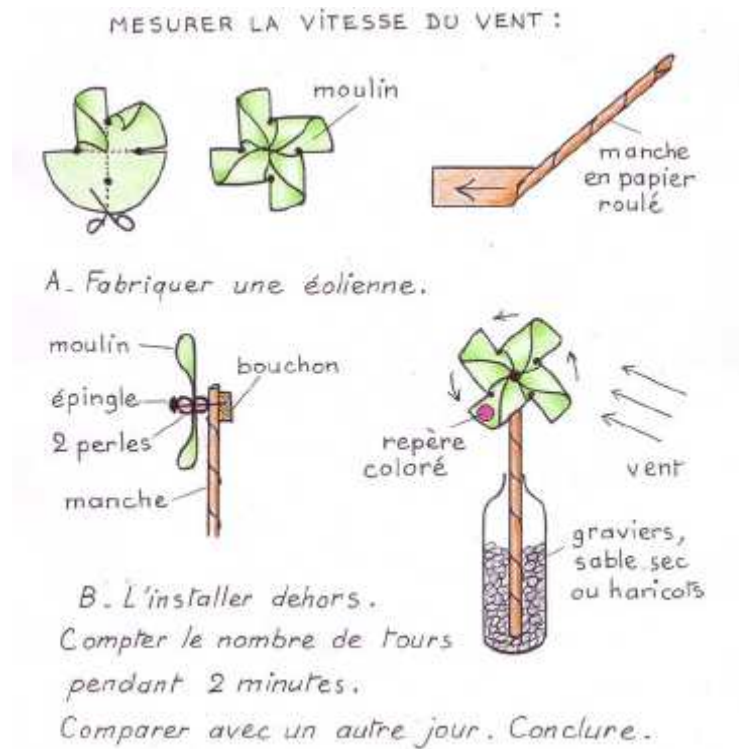 MESURER LA VITESSE DU VENT :
moulin
manche
en papier
roulé
A_ Fabriquer une éolienne.
moulin
bouchon
épingle
2 perles
manche
repère
coloré
vent
graviers,
sable sec
ou haricots
B_ L'installer dehors.
Compter le nombre de tours
pendant 2 minutes.
Comparer avec un autre jour. Conclure.